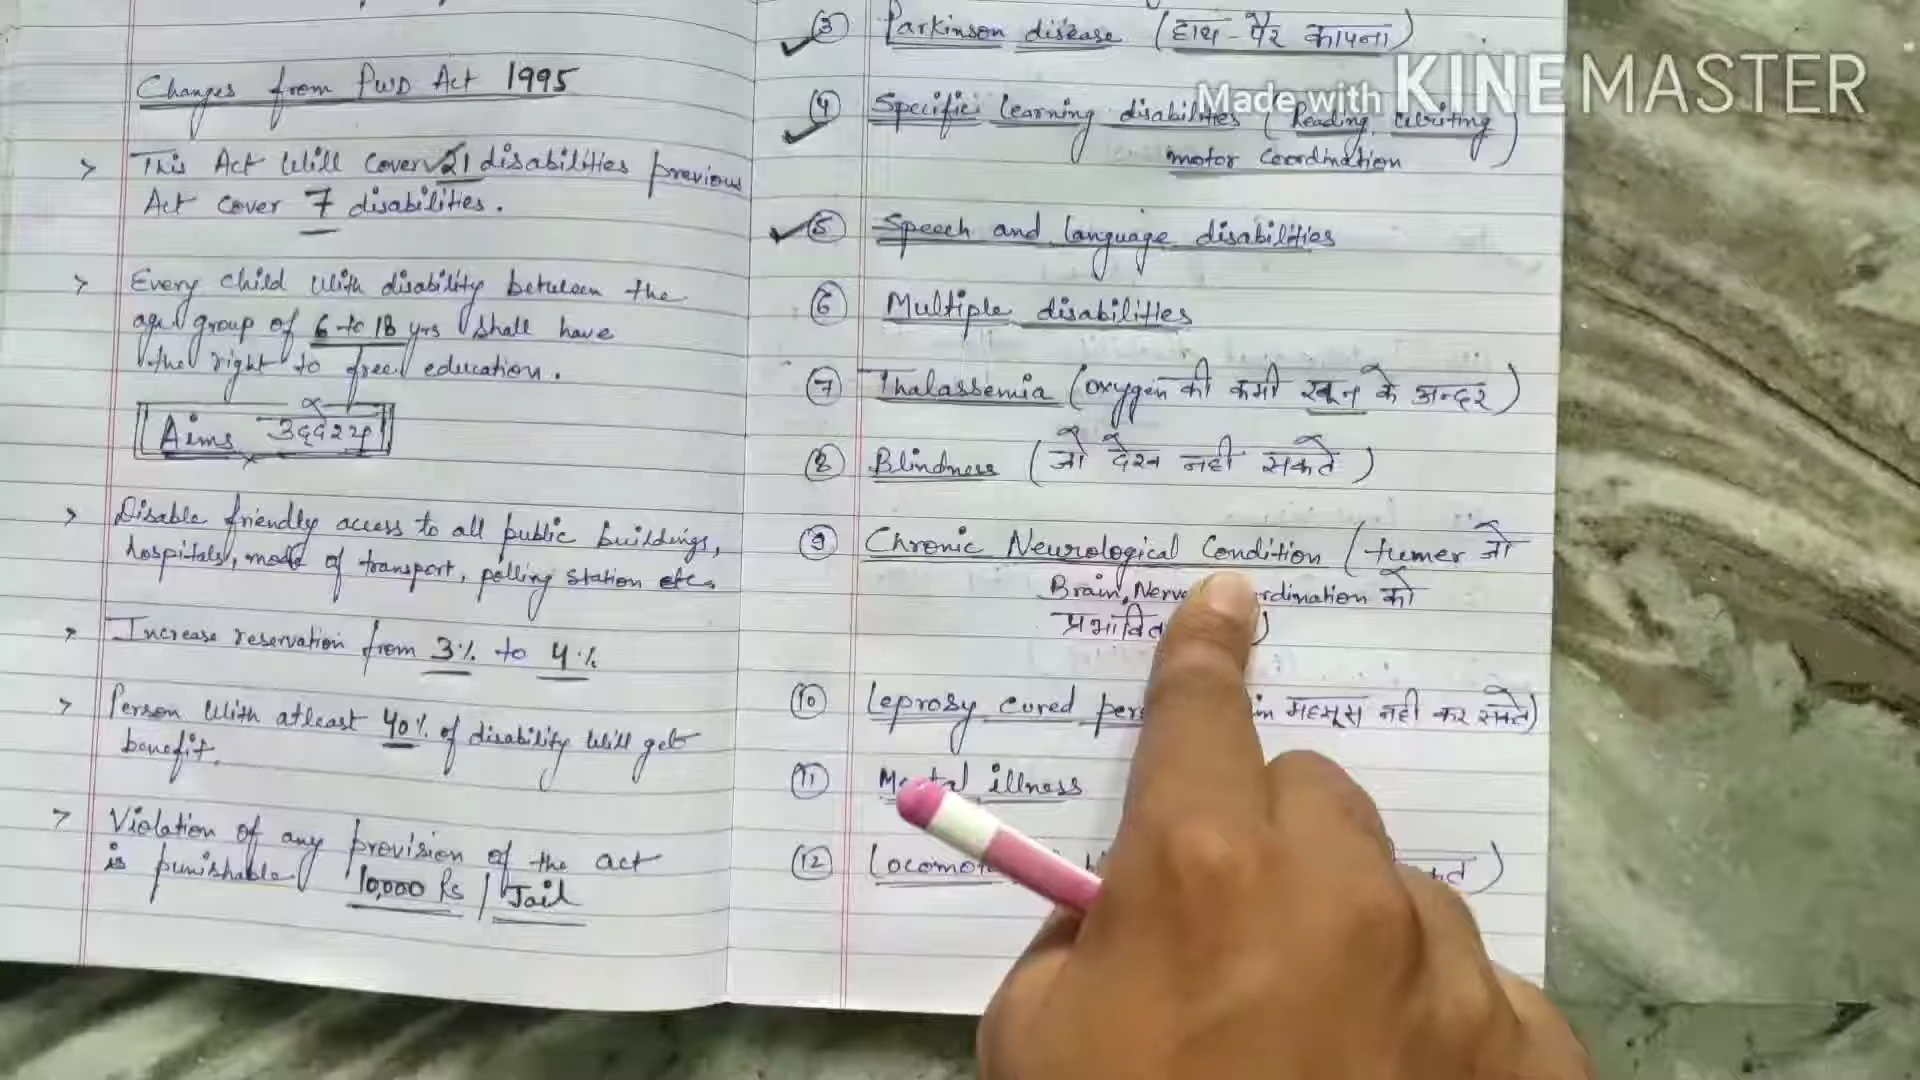 Changes from PWD Act 1995
> This Act Will cover 21 disabilities previous
Act cover 7 disabilities.
> Every child with disability between the
age group of 6 to 18 yrs shall have
the right to free education.
Aims उद्देश्य
> Disable friendly access to all public buildings,
hospitals, mode of transport, polling station etc.
> Increase reservation from 3% to 4%
> Person with atleast 40% of disability will get
benefit.
> Violation of any provision of the act
is punishable 10,000 Rs / Jail
③ Parkinson disease (हाथ-पैर कापना)
④ Specific learning disabilities (Reading, Writing
motor coordination)
⑤ Speech and language disabilities
⑥ Multiple disabilities
⑦ Thalassemia (oxygen की कमी खून के अन्दर)
⑧ Blindness (जो देख नही सकते)
⑨ Chronic Neurological Condition (tumer जो
Brain, को
⑩ Leprosy cured महसूस नही कर सकते)
⑪ illness
⑫
Made with KINEMASTER